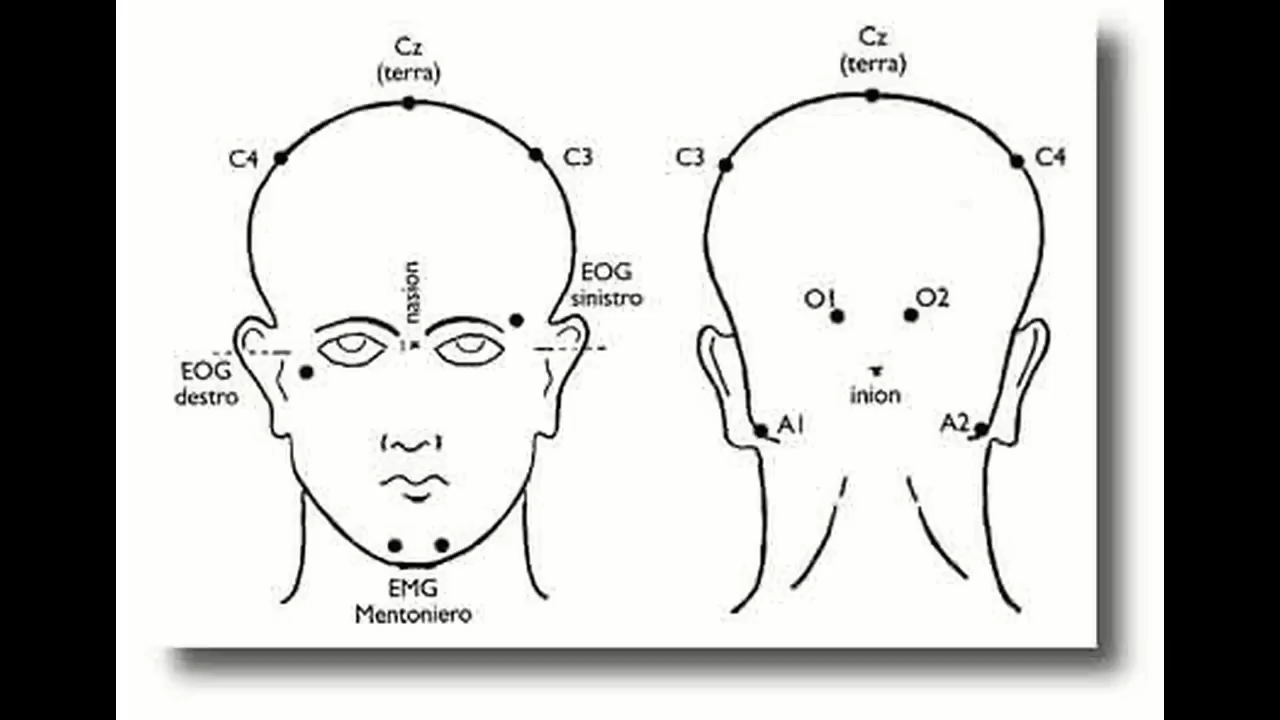 Cz
(terra)
C4
C3
nasion
EOG
sinistro
EOG
destro
EMG
Mentoniero
Cz
(terra)
C3
C4
O1
O2
inion
A1
A2